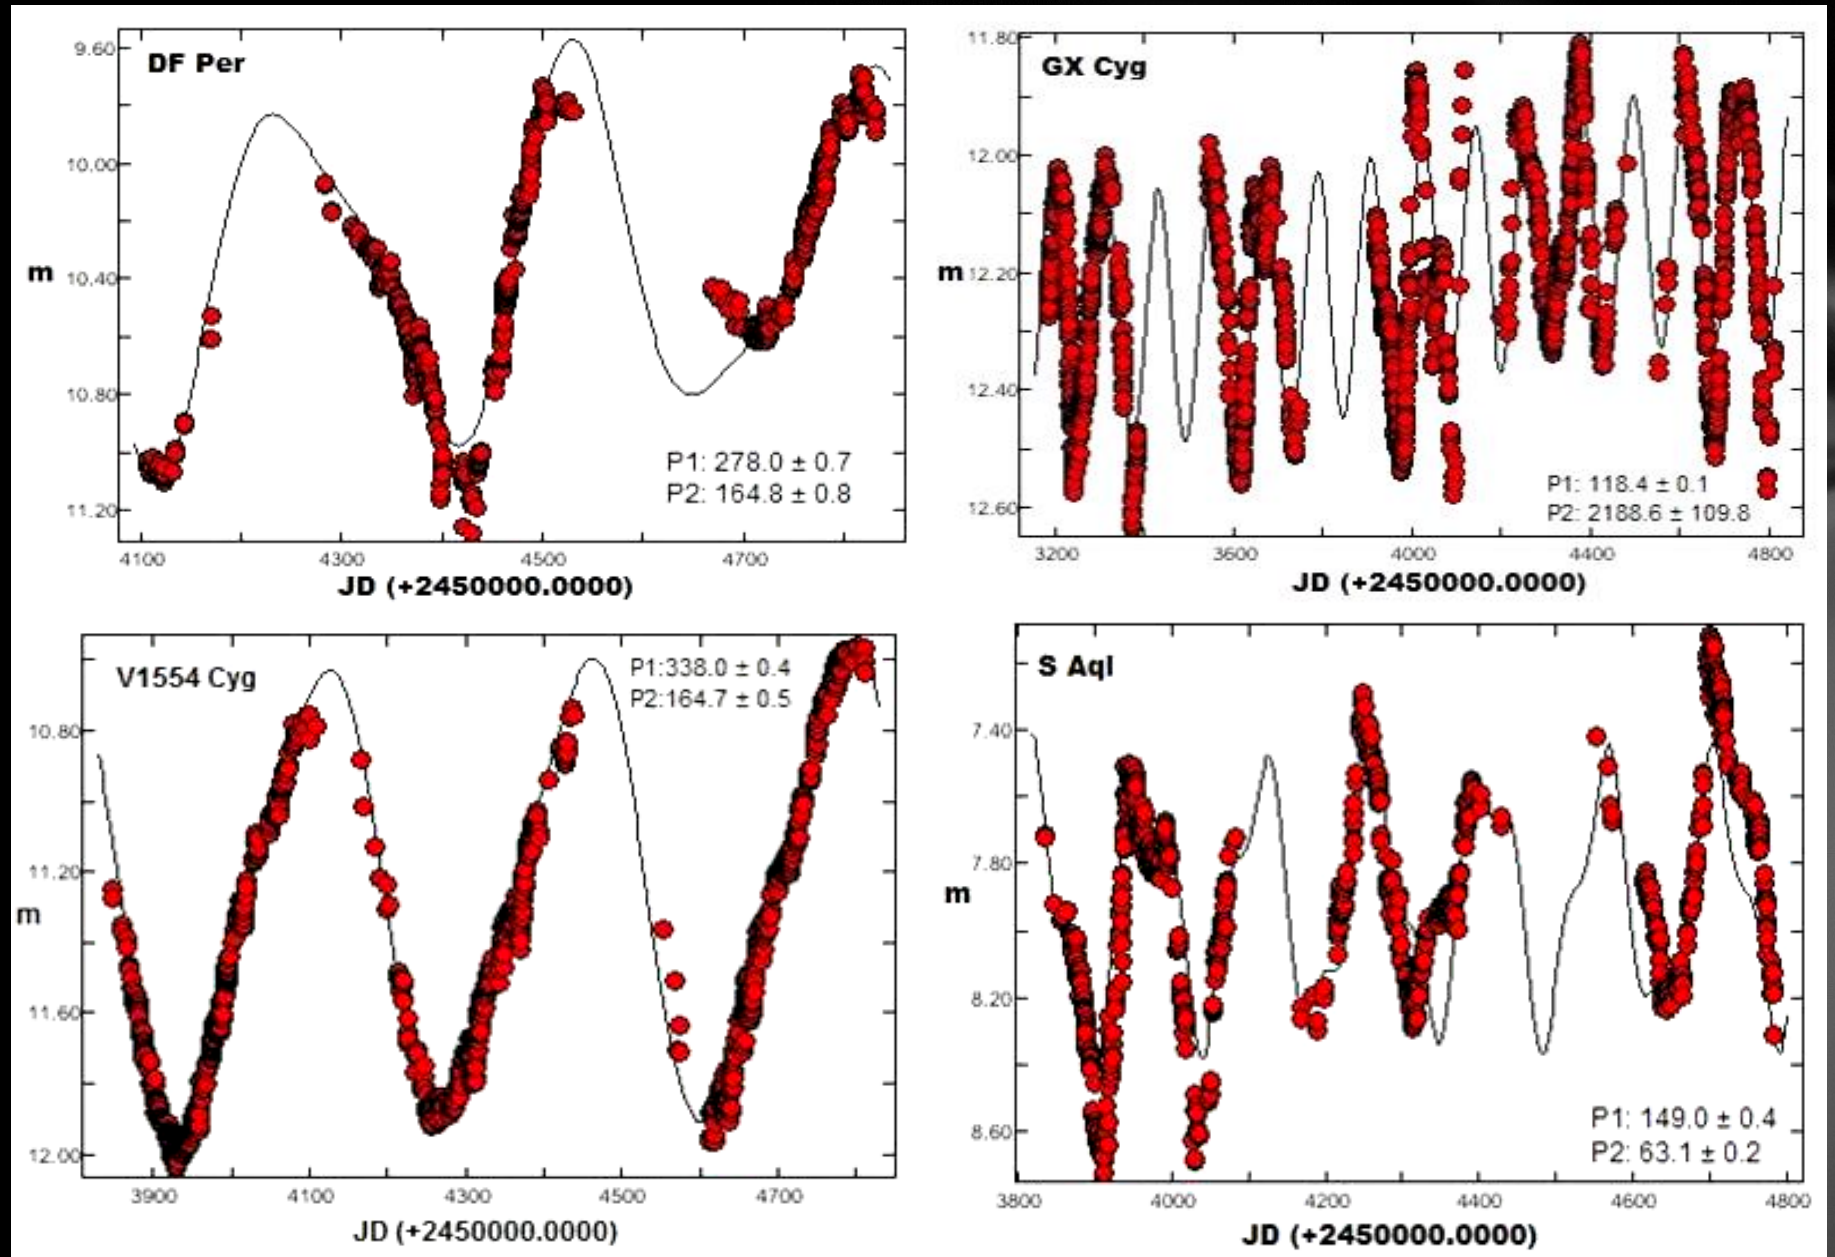 DF Per
9.60
10.00
10.40
10.80
11.20
m
P1: 278.0 ± 0.7
P2: 164.8 ± 0.8
4100 4300 4500 4700
JD (+2450000.0000)
GX Cyg
11.80
12.00
12.20
12.40
12.60
m
P1: 118.4 ± 0.1
P2: 2188.6 ± 109.8
3200 3600 4000 4400 4800
JD (+2450000.0000)
V1554 Cyg
P1:338.0 ± 0.4
P2:164.7 ± 0.5
10.80
11.20
11.60
12.00
m
3900 4100 4300 4500 4700
JD (+2450000.0000)
S Aql
7.40
7.80
8.20
8.60
m
P1: 149.0 ± 0.4
P2: 63.1 ± 0.2
3800 4000 4200 4400 4600 4800
JD (+2450000.0000)